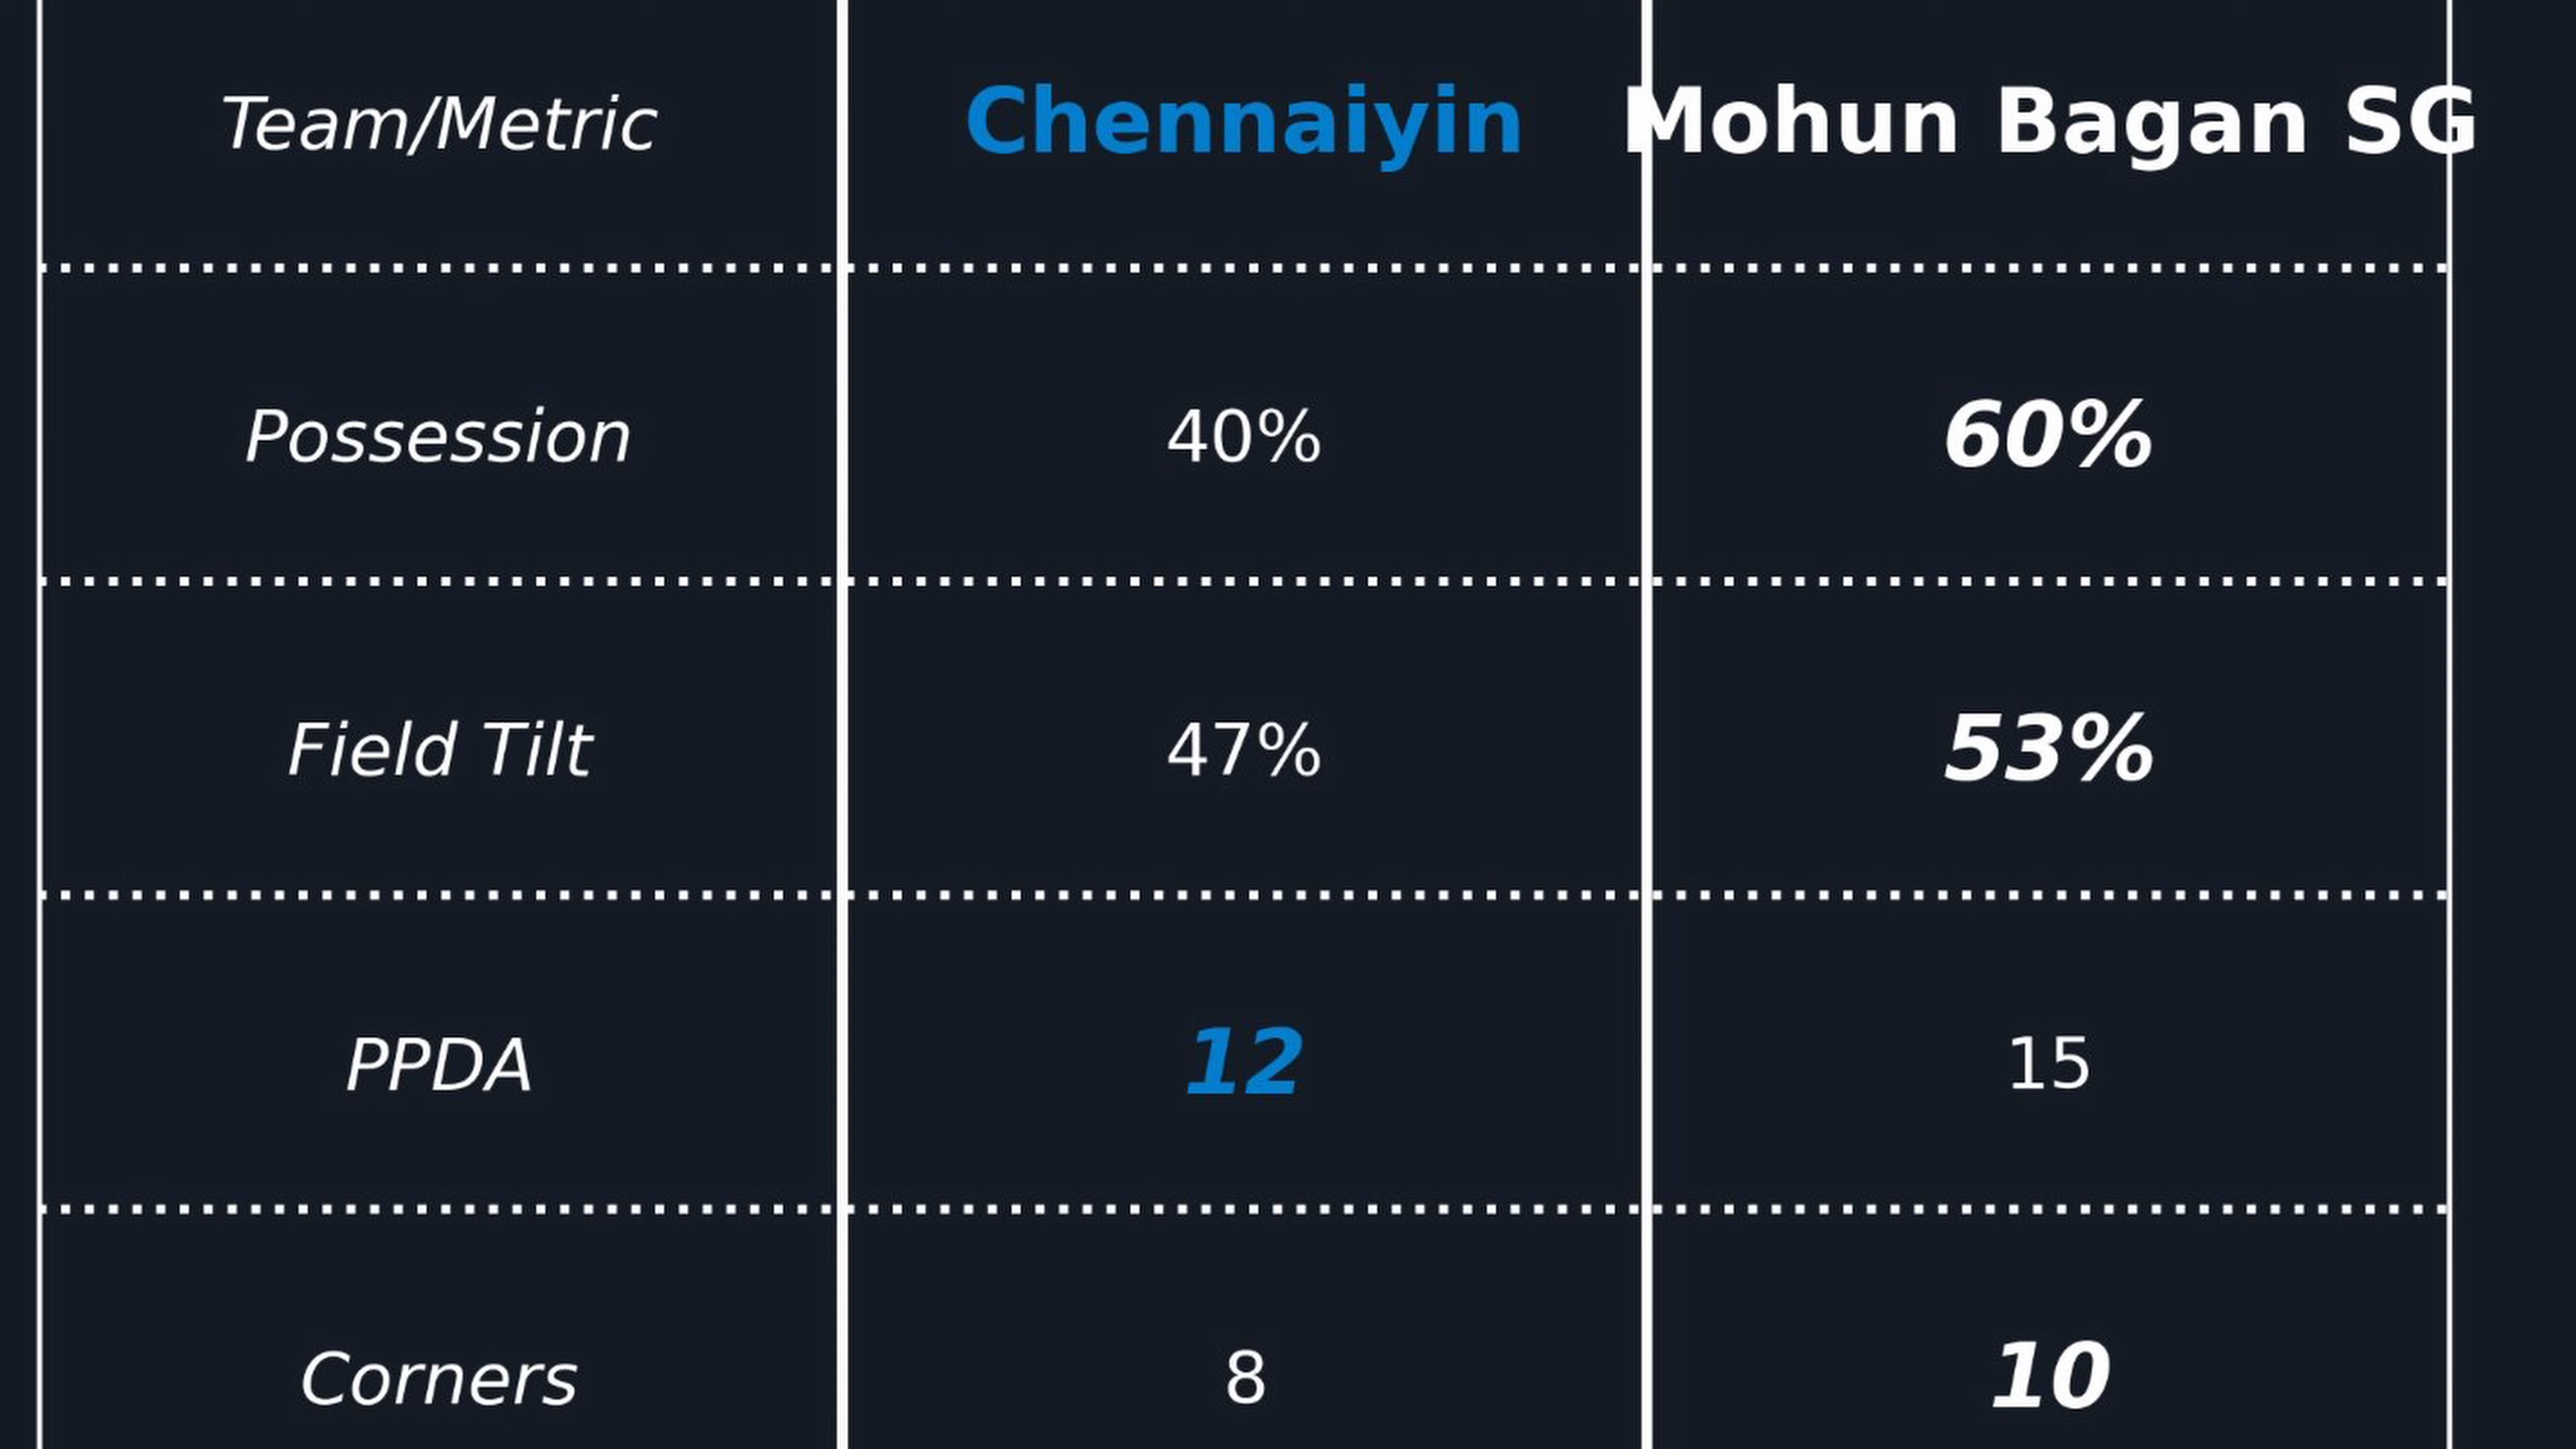 Team/Metric Chennaiyin Mohun Bagan SG
Possession 40% 60%
Field Tilt 47% 53%
PPDA 12 15
Corners 8 10